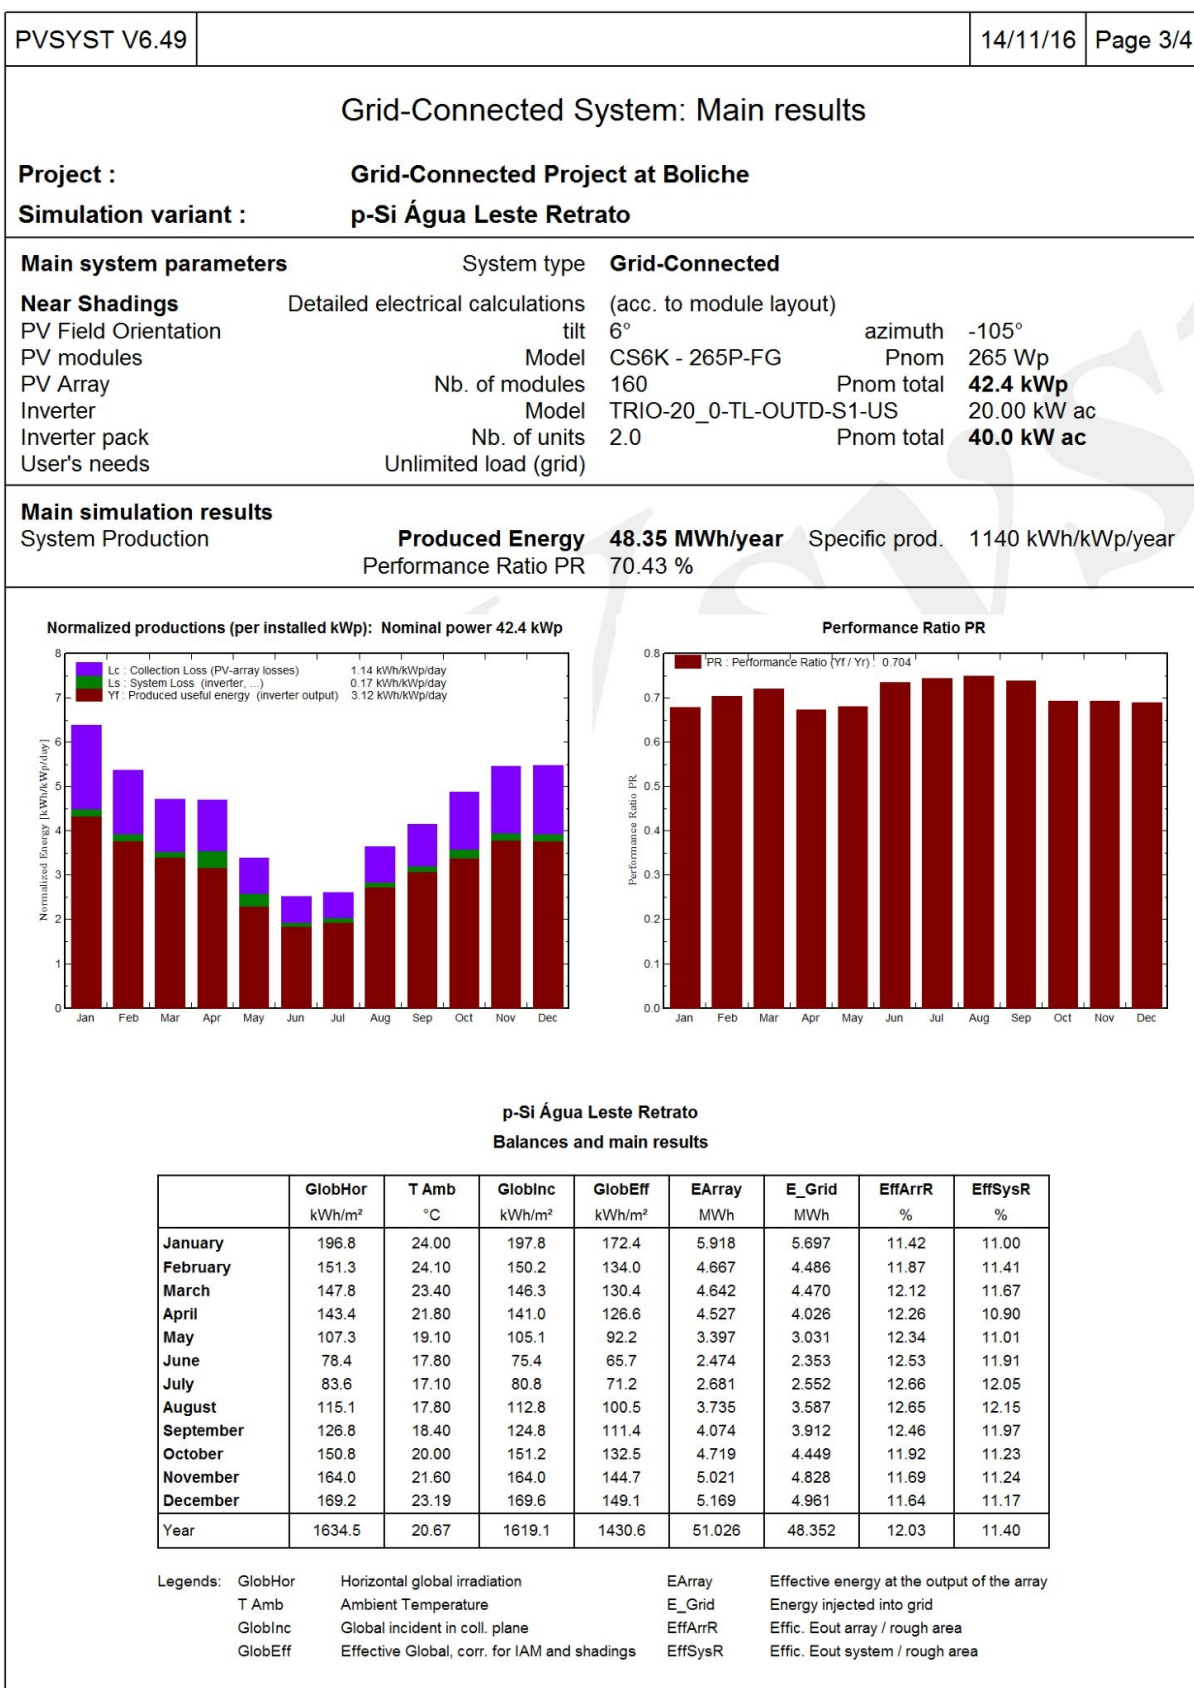 PVSYST V6.49 14/11/16 Page 3/4
Grid-Connected System: Main results
Project : Grid-Connected Project at Boliche
Simulation variant : p-Si Água Leste Retrato
Main system parameters System type Grid-Connected
Near Shadings Detailed electrical calculations (acc. to module layout)
PV Field Orientation tilt 6° azimuth -105°
PV modules Model CS6K - 265P-FG Pnom 265 Wp
PV Array Nb. of modules 160 Pnom total 42.4 kWp
Inverter Model TRIO-20_0-TL-OUTD-S1-US 20.00 kW ac
Inverter pack Nb. of units 2.0 Pnom total 40.0 kW ac
User's needs Unlimited load (grid)
Main simulation results
System Production Produced Energy 48.35 MWh/year Specific prod. 1140 kWh/kWp/year
Performance Ratio PR 70.43 %
Normalized productions (per installed kWp): Nominal power 42.4 kWp
Lc : Collection Loss (PV-array losses) 1.14 kWh/kWp/day
Ls : System Loss (inverter, ...) 0.17 kWh/kWp/day
Yf : Produced useful energy (inverter output) 3.12 kWh/kWp/day
Normalized Energy [kWh/kWp/day]
8
7
6
5
4
3
2
1
0
Jan Feb Mar Apr May Jun Jul Aug Sep Oct Nov Dec
Performance Ratio PR
PR : Performance Ratio (Yf / Yr) : 0.704
Performance Ratio PR
0.8
0.7
0.6
0.5
0.4
0.3
0.2
0.1
0.0
Jan Feb Mar Apr May Jun Jul Aug Sep Oct Nov Dec
p-Si Água Leste Retrato
Balances and main results
GlobHor T Amb GlobInc GlobEff EArray E_Grid EffArrR EffSysR
kWh/m² °C kWh/m² kWh/m² MWh MWh % %
January 196.8 24.00 197.8 172.4 5.918 5.697 11.42 11.00
February 151.3 24.10 150.2 134.0 4.667 4.486 11.87 11.41
March 147.8 23.40 146.3 130.4 4.642 4.470 12.12 11.67
April 143.4 21.80 141.0 126.6 4.527 4.026 12.26 10.90
May 107.3 19.10 105.1 92.2 3.397 3.031 12.34 11.01
June 78.4 17.80 75.4 65.7 2.474 2.353 12.53 11.91
July 83.6 17.10 80.8 71.2 2.681 2.552 12.66 12.05
August 115.1 17.80 112.8 100.5 3.735 3.587 12.65 12.15
September 126.8 18.40 124.8 111.4 4.074 3.912 12.46 11.97
October 150.8 20.00 151.2 132.5 4.719 4.449 11.92 11.23
November 164.0 21.60 164.0 144.7 5.021 4.828 11.69 11.24
December 169.2 23.19 169.6 149.1 5.169 4.961 11.64 11.17
Year 1634.5 20.67 1619.1 1430.6 51.026 48.352 12.03 11.40
Legends: GlobHor Horizontal global irradiation EArray Effective energy at the output of the array
T Amb Ambient Temperature E_Grid Energy injected into grid
GlobInc Global incident in coll. plane EffArrR Effic. Eout array / rough area
GlobEff Effective Global, corr. for IAM and shadings EffSysR Effic. Eout system / rough area